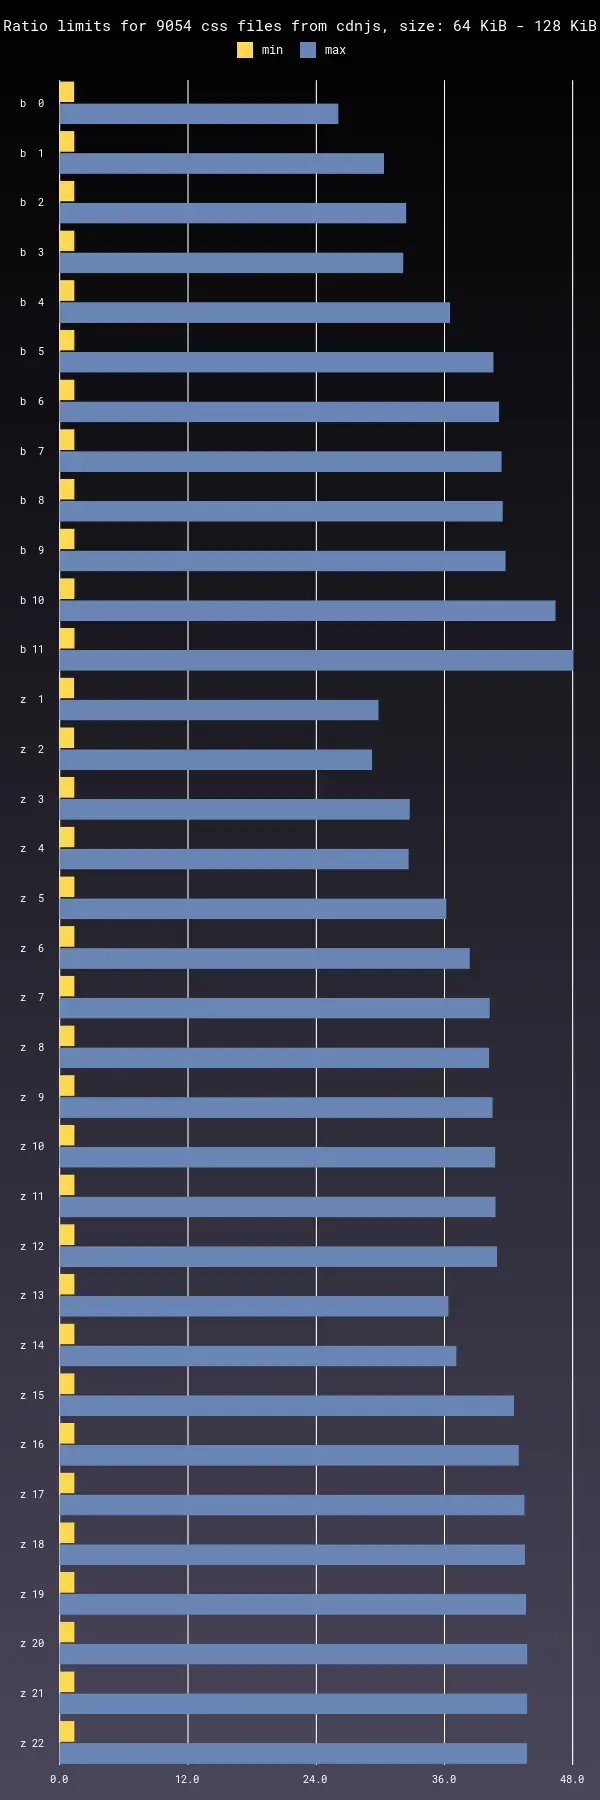 Ratio limits for 9054 css files from cdnjs, size: 64 KiB - 128 KiB
min max
b 0
b 1
b 2
b 3
b 4
b 5
b 6
b 7
b 8
b 9
b 10
b 11
z 1
z 2
z 3
z 4
z 5
z 6
z 7
z 8
z 9
z 10
z 11
z 12
z 13
z 14
z 15
z 16
z 17
z 18
z 19
z 20
z 21
z 22
0.0 12.0 24.0 36.0 48.0